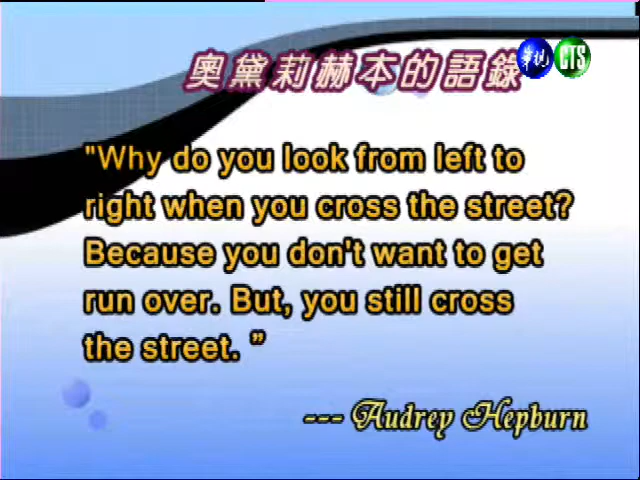 奧黛莉赫本的語錄
華視 CTS
"Why do you look from left to
right when you cross the street?
Because you don't want to get
run over. But, you still cross
the street. ”
--- Audrey Hepburn